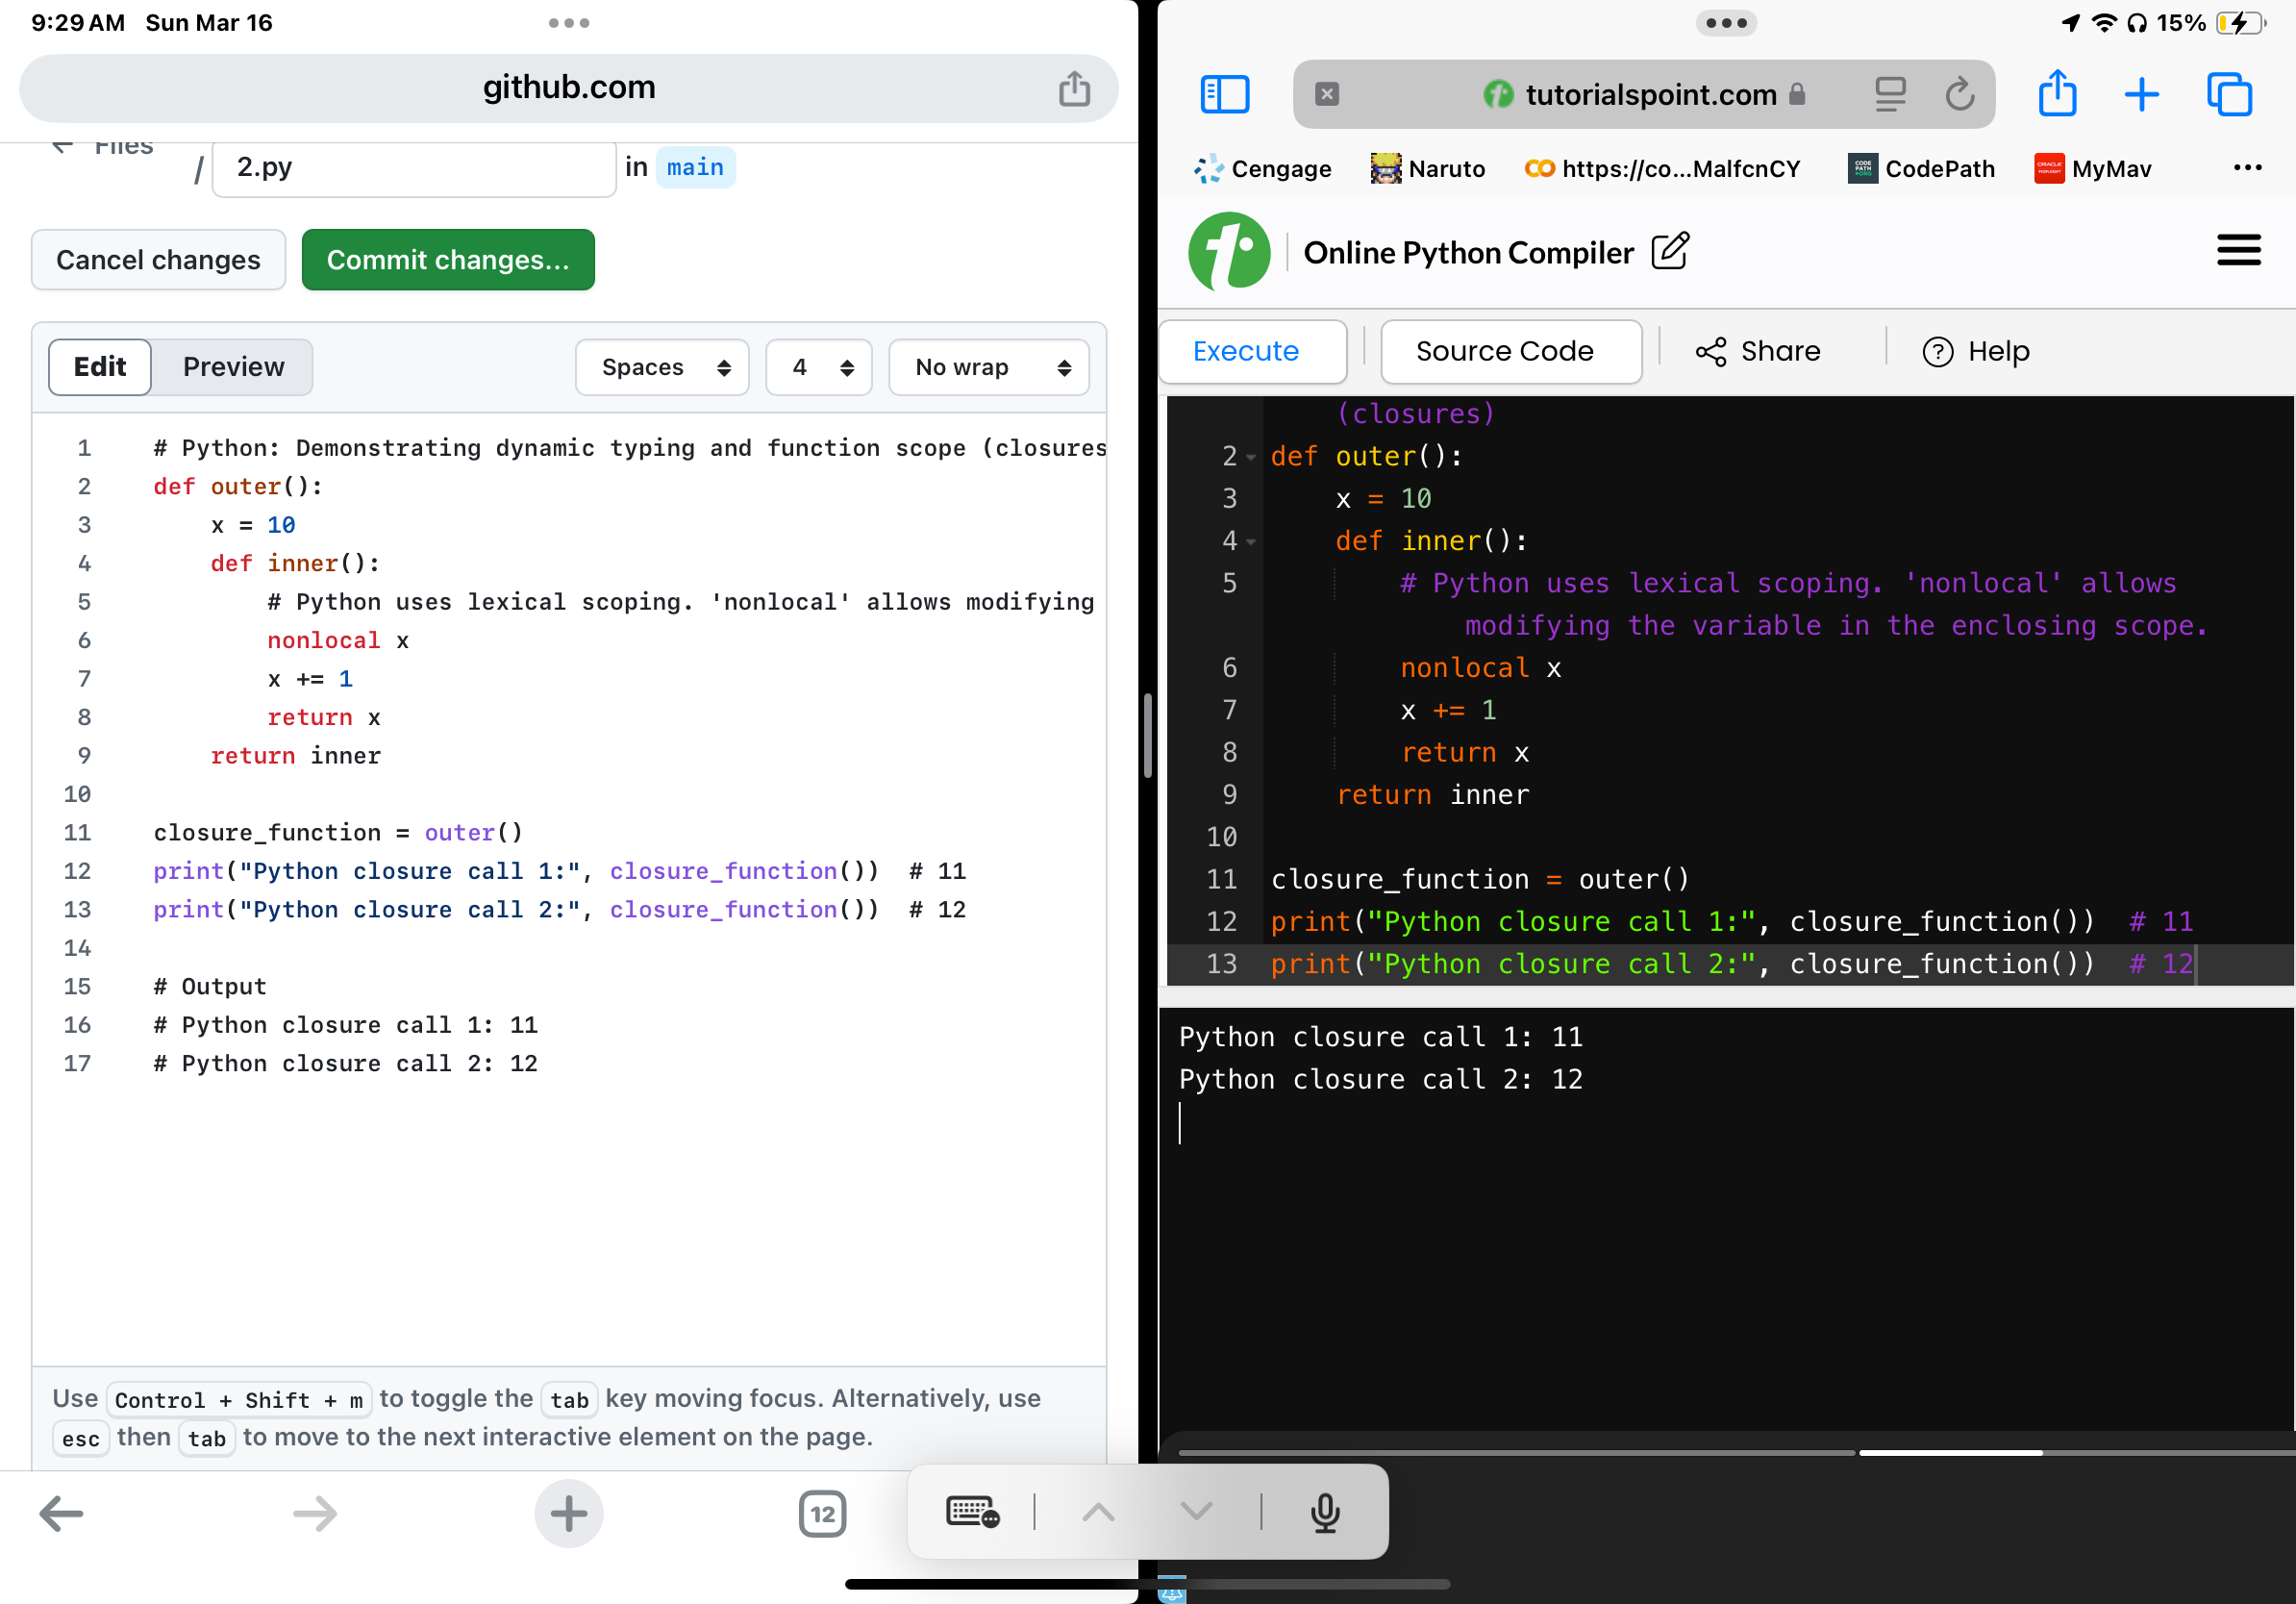 9:29 AM Sun Mar 16
github.com
← Files
/ 2.py in main
Cancel changes
Commit changes...
Edit
Preview
Spaces
4
No wrap
1 # Python: Demonstrating dynamic typing and function scope (closures
2 def outer():
3     x = 10
4     def inner():
5         # Python uses lexical scoping. 'nonlocal' allows modifying
6         nonlocal x
7         x += 1
8         return x
9     return inner
10
11 closure_function = outer()
12 print("Python closure call 1:", closure_function())  # 11
13 print("Python closure call 2:", closure_function())  # 12
14
15 # Output
16 # Python closure call 1: 11
17 # Python closure call 2: 12
Use Control + Shift + m to toggle the tab key moving focus. Alternatively, use
esc then tab to move to the next interactive element on the page.
12
15%
tutorialspoint.com
Cengage
Naruto
https://co...MalfcnCY
CodePath
MyMav
Online Python Compiler
Execute
Source Code
Share
Help
(closures)
2 def outer():
3     x = 10
4     def inner():
5         # Python uses lexical scoping. 'nonlocal' allows
modifying the variable in the enclosing scope.
6         nonlocal x
7         x += 1
8         return x
9     return inner
10
11 closure_function = outer()
12 print("Python closure call 1:", closure_function())  # 11
13 print("Python closure call 2:", closure_function())  # 12
Python closure call 1: 11
Python closure call 2: 12